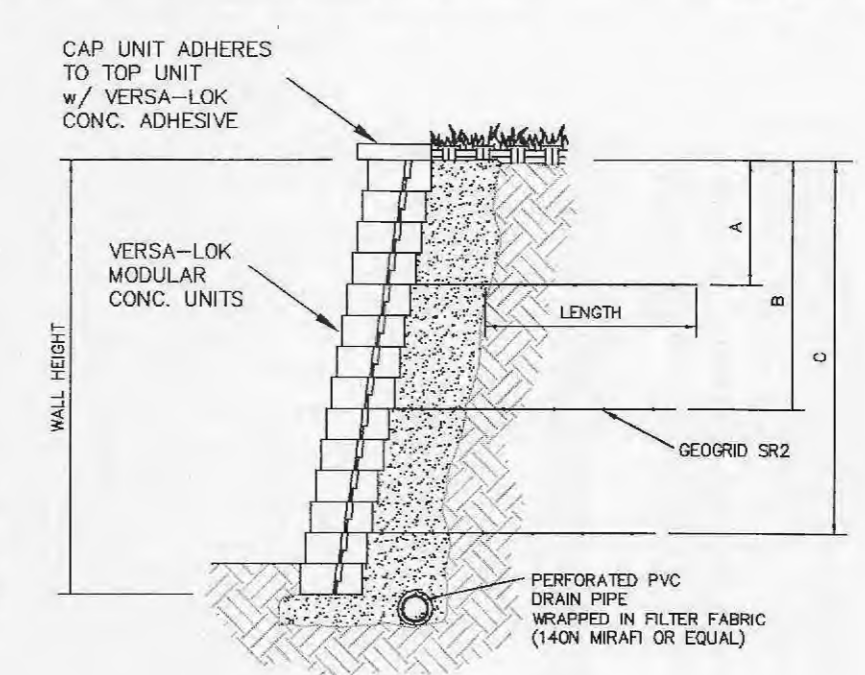 CAP UNIT ADHERES
TO TOP UNIT
w/ VERSA-LOK
CONC. ADHESIVE
VERSA-LOK
MODULAR
CONC. UNITS
WALL HEIGHT
A
B
C
LENGTH
GEOGRID SR2
PERFORATED PVC
DRAIN PIPE
WRAPPED IN FILTER FABRIC
(140N MIRAFI OR EQUAL)